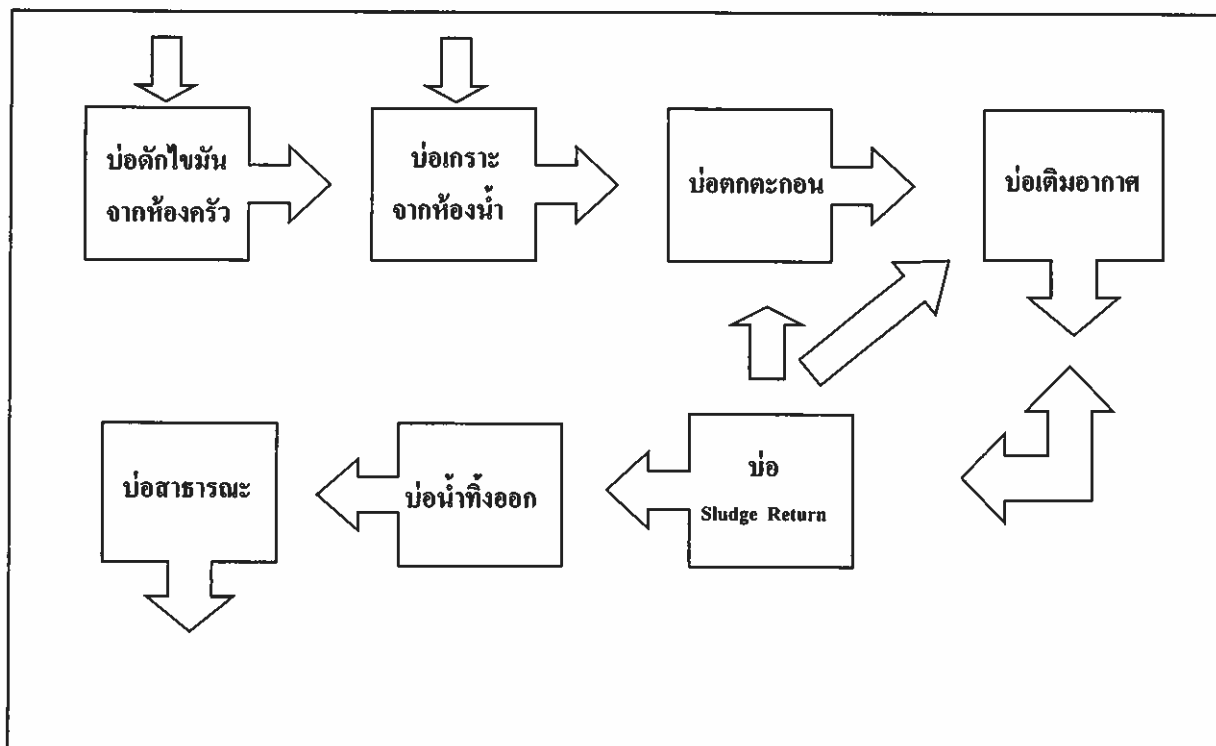 บ่อดักไขมัน
จากห้องครัว
บ่อเกราะ
จากห้องน้ำ
บ่อตกตะกอน
บ่อเติมอากาศ
บ่อสาธารณะ
บ่อน้ำทิ้งออก
บ่อ
Sludge Return